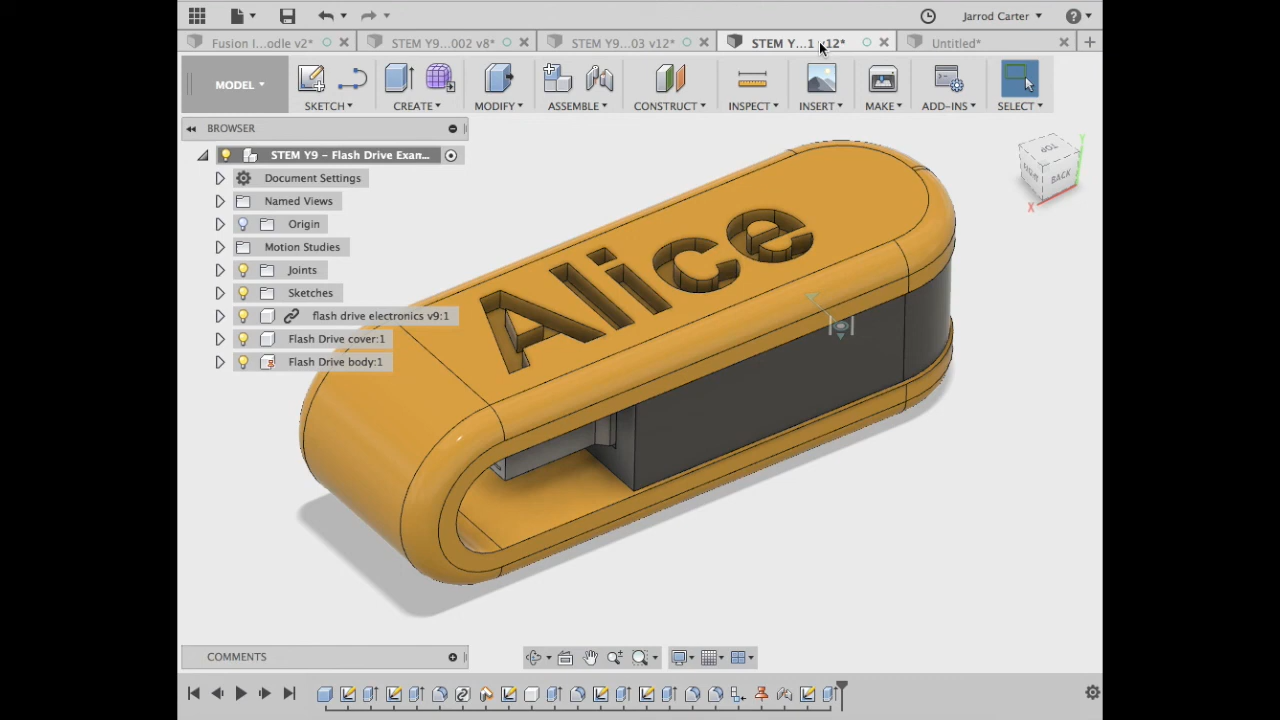 Jarrod Carter
Fusion I...odle v2*
STEM Y9...002 v8*
STEM Y9...03 v12*
STEM Y...1 v12*
Untitled*
MODEL
SKETCH
CREATE
MODIFY
ASSEMBLE
CONSTRUCT
INSPECT
INSERT
MAKE
ADD-INS
SELECT
BROWSER
STEM Y9 - Flash Drive Exan...
Document Settings
Named Views
Origin
Motion Studies
Joints
Sketches
flash drive electronics v9:1
Flash Drive cover:1
Flash Drive body:1
Alice
TOP
BACK
Y
X
COMMENTS